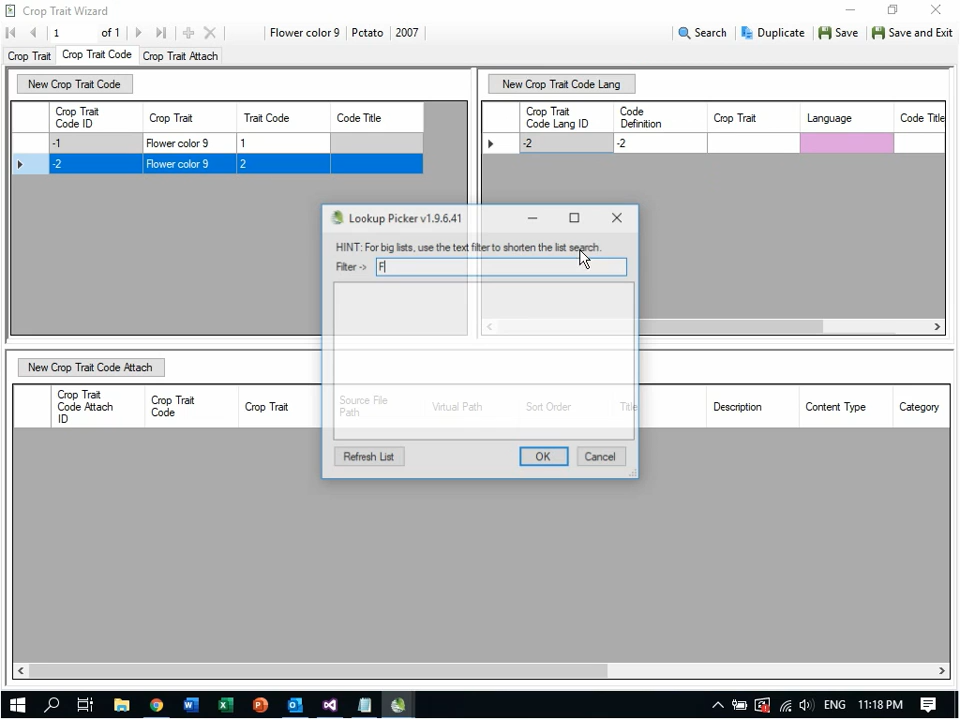 Crop Trait Wizard
1 of 1 Flower color 9 Pctato 2007 Search Duplicate Save Save and Exit
Crop Trait Crop Trait Code Crop Trait Attach
New Crop Trait Code New Crop Trait Code Lang
Crop Trait Code ID Crop Trait Trait Code Code Title Crop Trait Code Lang ID Code Definition Crop Trait Language Code Title
-1 Flower color 9 1 -2 -2
-2 Flower color 9 2
Lookup Picker v1.9.6.41
HINT: For big lists, use the text filter to shorten the list search.
Filter -> F
New Crop Trait Code Attach
Crop Trait Code Attach ID Crop Trait Code Crop Trait Source File Path Virtual Path Sort Order Title Description Content Type Category
Refresh List OK Cancel
ENG 11:18 PM